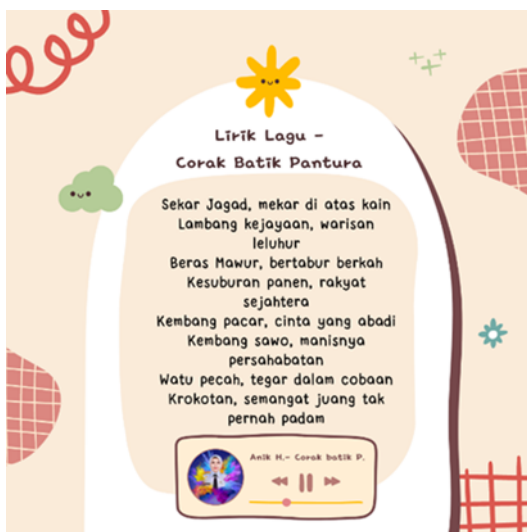 Lirik Lagu -
Corak Batik Pantura
Sekar Jagad, mekar di atas kain
Lambang kejayaan, warisan
leluhur
Beras Mawur, bertabur berkah
Kesuburan panen, rakyat
sejahtera
Kembang pacar, cinta yang abadi
Kembang sawo, manisnya
persahabatan
Watu pecah, tegar dalam cobaan
Krokotan, semangat juang tak
pernah padam
Anik H.- Corak batik P.